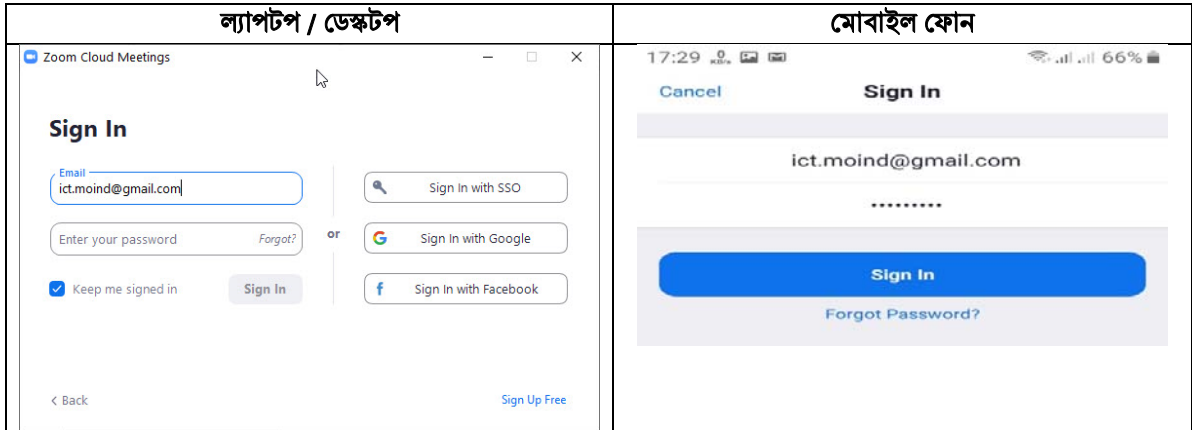 ল্যাপটপ / ডেস্কটপ
মোবাইল ফোন
Zoom Cloud Meetings
Sign In
Email
ict.moind@gmail.com
Enter your password Forgot?
Keep me signed in Sign In
or
Sign In with SSO
Sign In with Google
Sign In with Facebook
< Back
Sign Up Free
17:29 66%
Cancel Sign In
ict.moind@gmail.com
•••••••••
Sign In
Forgot Password?